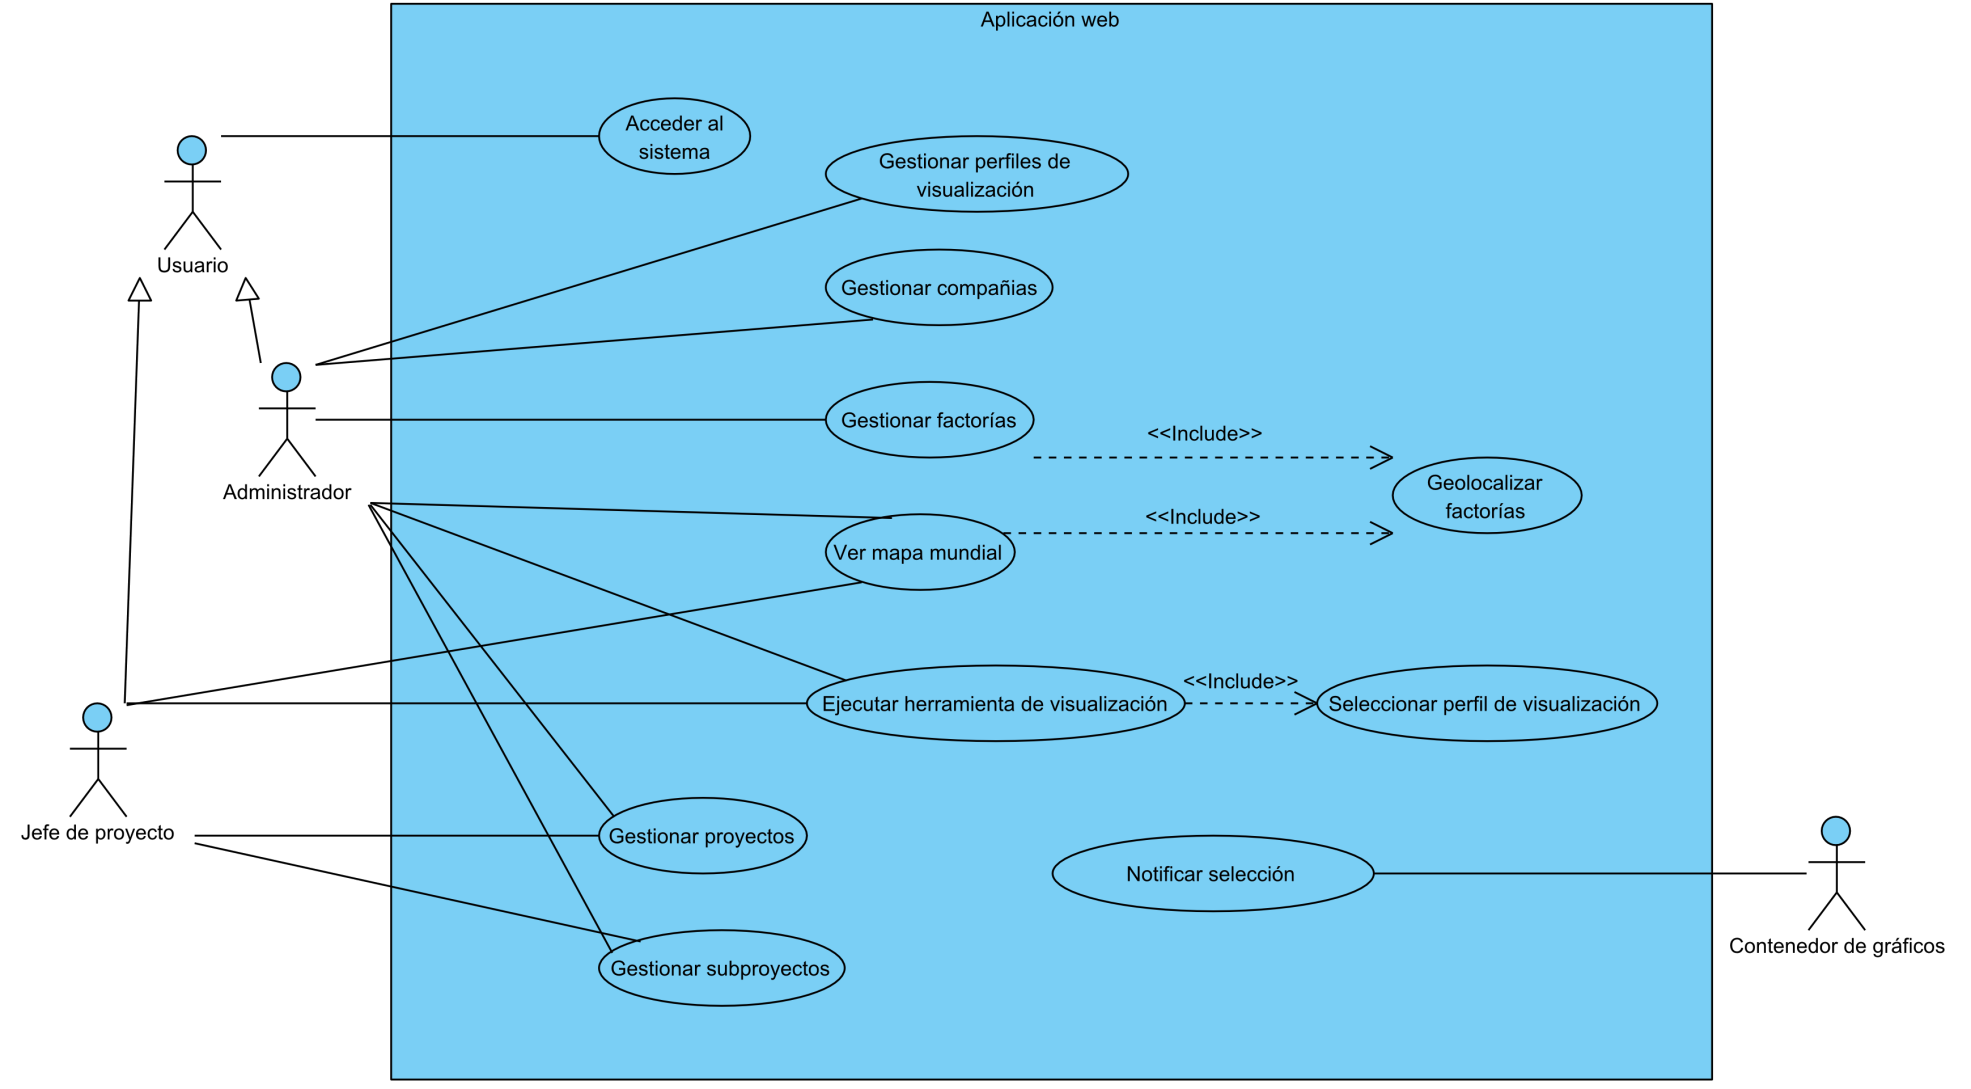 Aplicación web
Acceder al
sistema
Gestionar perfiles de
visualización
Usuario
Gestionar compañias
Gestionar factorías
<<Include>>
Administrador
Geolocalizar
factorías
<<Include>>
Ver mapa mundial
<<Include>>
Ejecutar herramienta de visualización
Seleccionar perfil de visualización
Jefe de proyecto
Gestionar proyectos
Notificar selección
Contenedor de gráficos
Gestionar subproyectos